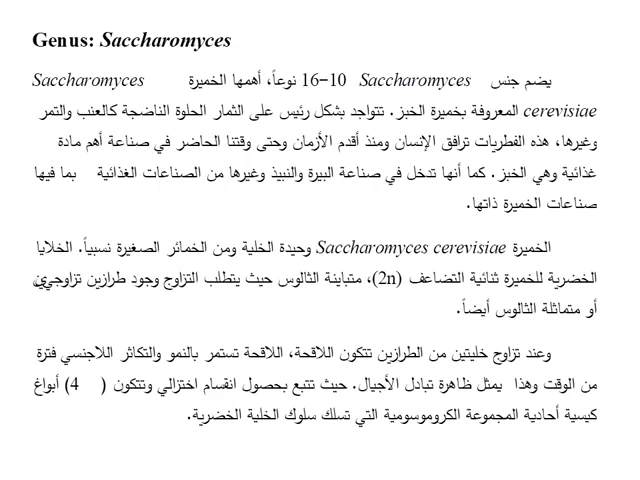 Genus: Saccharomyces
يضم جنس Saccharomyces 10–16 نوعاً، أهمها الخميرة Saccharomyces
cerevisiae المعروفة بخميرة الخبز. تتواجد بشكل رئيس على الثمار الحلوة الناضجة كالعنب والتمر
وغيرها، هذه الفطريات ترافق الإنسان ومنذ أقدم الأزمان وحتى وقتنا الحاضر في صناعة أهم مادة
غذائية وهي الخبز. كما أنها تدخل في صناعة البيرة والنبيذ وغيرها من الصناعات الغذائية بما فيها
صناعات الخميرة ذاتها.
الخميرة Saccharomyces cerevisiae وحيدة الخلية ومن الخمائر الصغيرة نسبياً. الخلايا
الخضرية للخميرة ثنائية التضاعف (2n)، متباينة الثالوس حيث يتطلب التزاوج وجود طرازين تزاوجيين
أو متماثلة الثالوس أيضاً.
وعند تزاوج خليتين من الطرازين تتكون اللاقحة، اللاقحة تستمر بالنمو والتكاثر اللاجنسي فترة
من الوقت وهذا يمثل ظاهرة تبادل الأجيال. حيث تتبع بحصول انقسام اختزالي وتتكون (4) أبواغ
كيسية أحادية المجموعة الكروموسومية التي تسلك سلوك الخلية الخضرية.